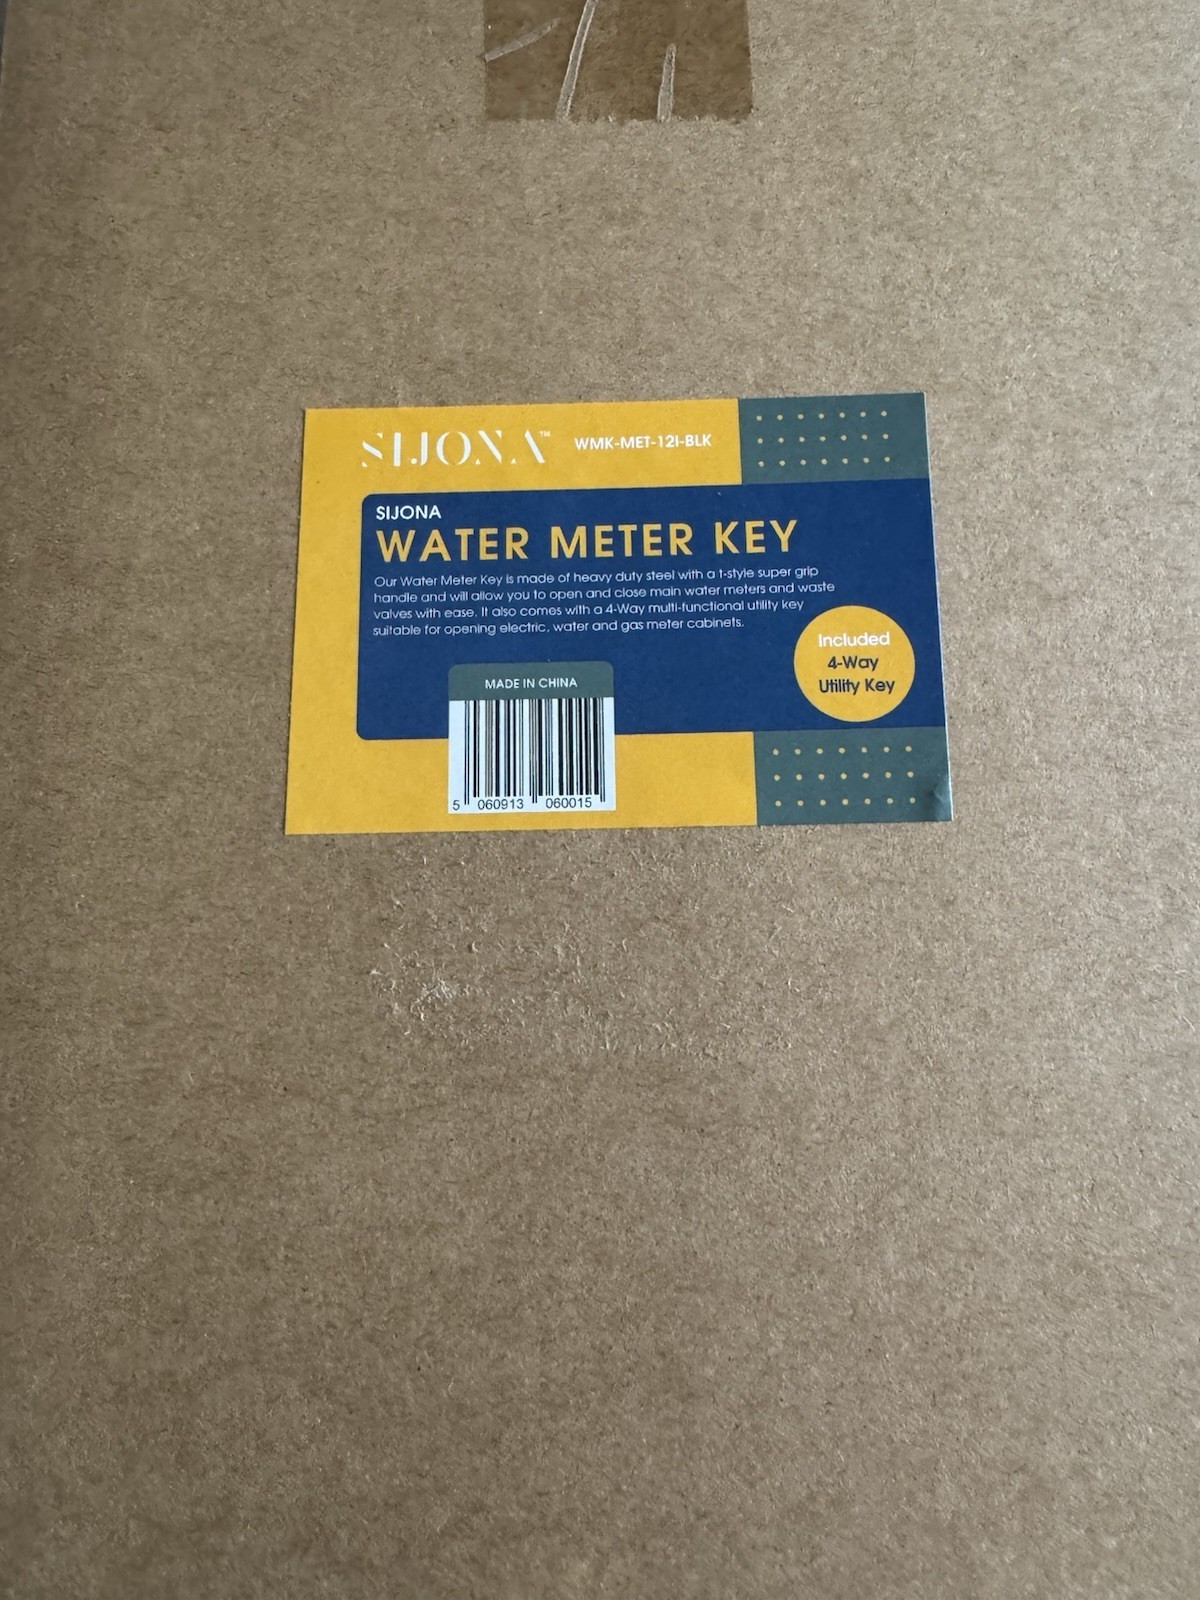 SIJONA™ WMK-MET-12I-BLK
SIJONA
WATER METER KEY
Our Water Meter Key is made of heavy duty steel with a t-style super grip
handle and will allow you to open and close main water meters and waste
valves with ease. It also comes with a 4-Way multi-functional utility key
suitable for opening electric, water and gas meter cabinets.
Included
4-Way
Utility Key
MADE IN CHINA
5 060913 060015